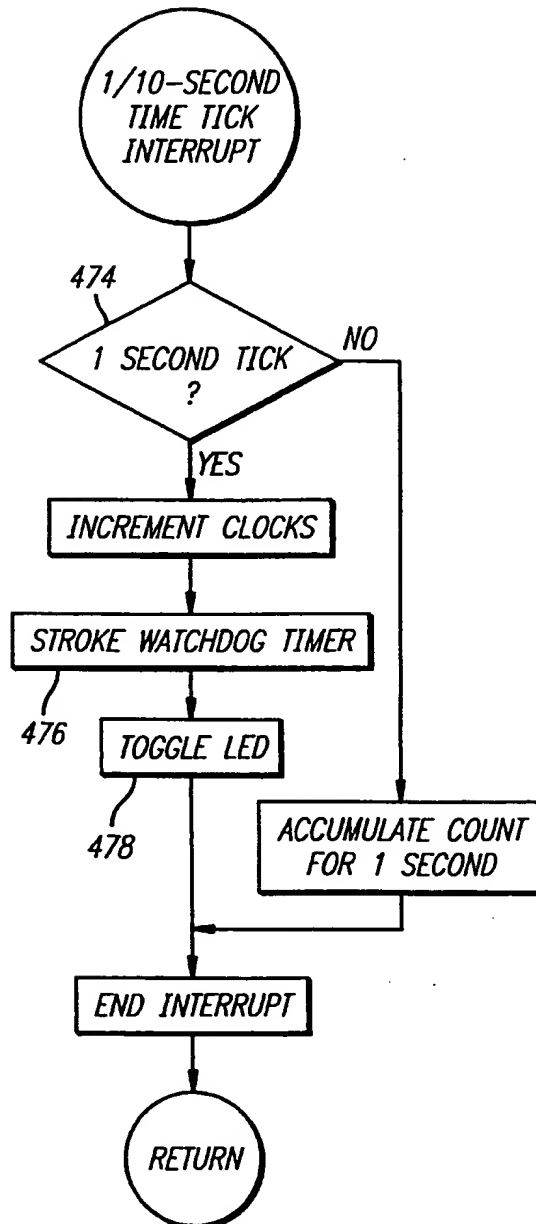 1/10-SECOND
TIME TICK
INTERRUPT
474
1 SECOND TICK
?
NO
YES
INCREMENT CLOCKS
STROKE WATCHDOG TIMER
476
TOGGLE LED
478
ACCUMULATE COUNT
FOR 1 SECOND
END INTERRUPT
RETURN